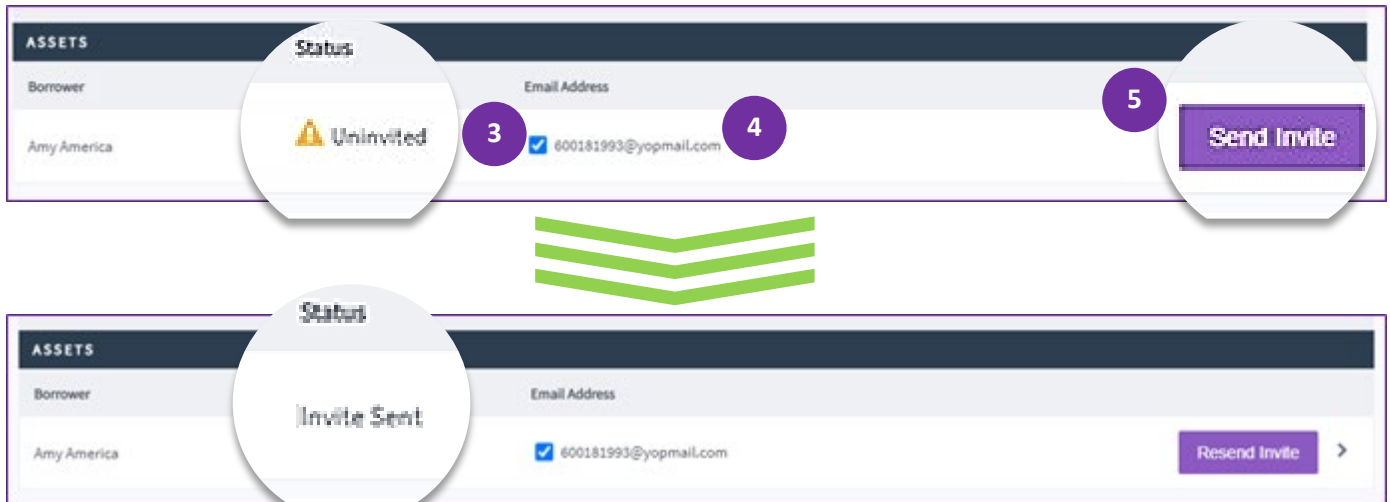 ASSETS
Status
Borrower
Email Address
5
Amy America
Uninvited
3
600181993@yopmail.com
4
Send Invite
Status
ASSETS
Borrower
Email Address
Invite Sent
Amy America
600181993@yopmail.com
Resend Invite